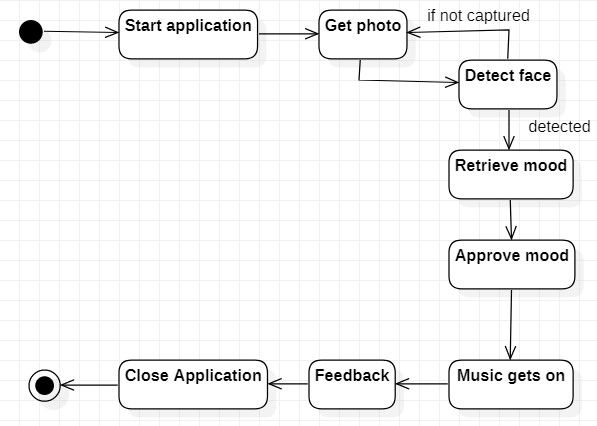 Start application
Get photo
if not captured
Detect face
detected
Retrieve mood
Approve mood
Music gets on
Feedback
Close Application